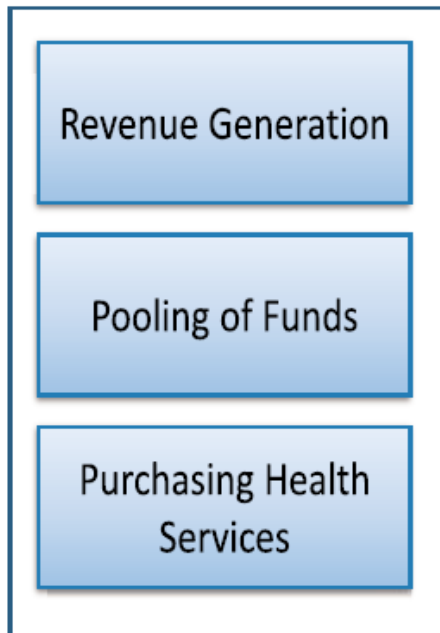 Revenue Generation
Pooling of Funds
Purchasing Health
Services